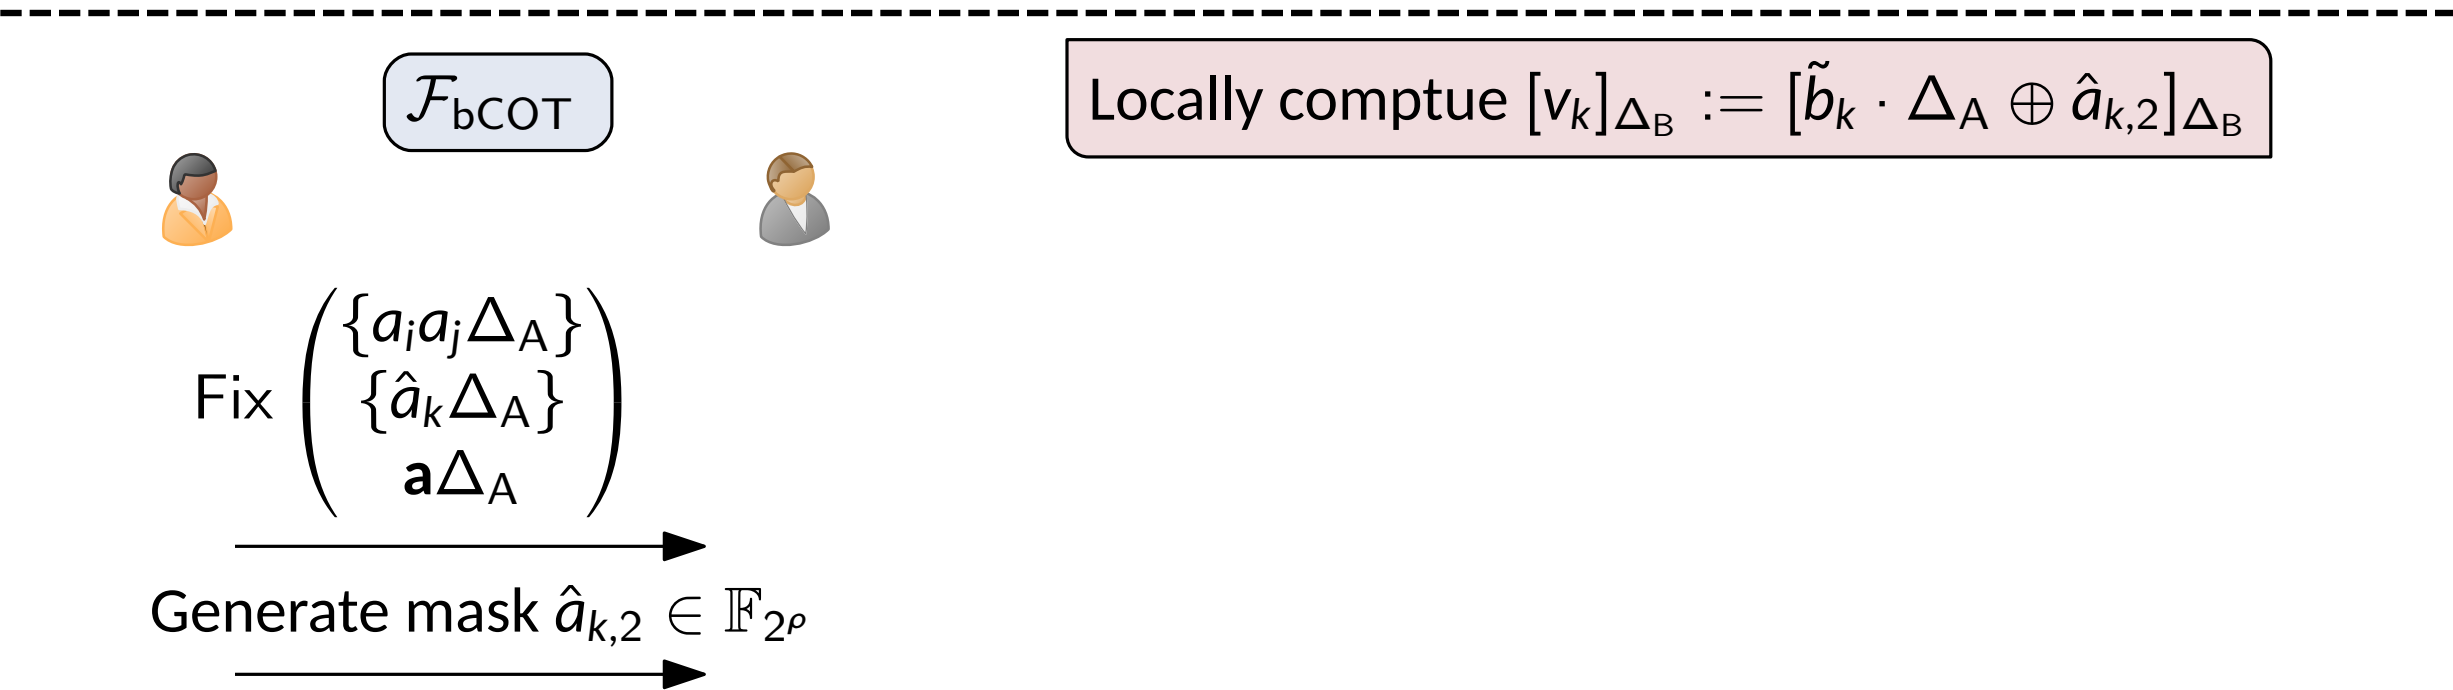 𝓕_bCOT
Locally comptue [v_k]_{Δ_B} := [b̃_k · Δ_A ⊕ â_{k,2}]_{Δ_B}
{a_i a_j Δ_A}
Fix {â_k Δ_A}
𝐚Δ_A
Generate mask â_{k,2} ∈ 𝔽_{2^ρ}